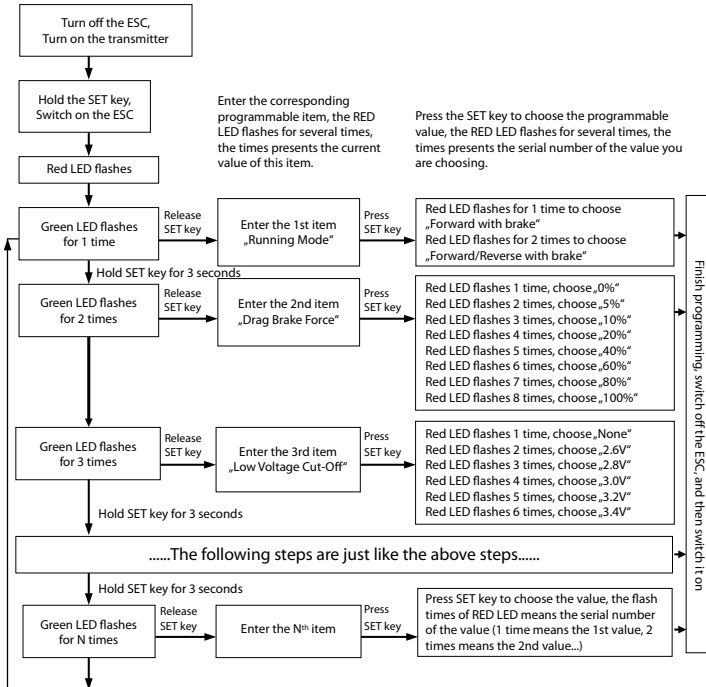 Turn off the ESC,
Turn on the transmitter
Hold the SET key,
Switch on the ESC
Enter the corresponding
programmable item, the RED
LED flashes for several times,
the times presents the current
value of this item.
Press the SET key to choose the programmable
value, the RED LED flashes for several times, the
times presents the serial number of the value you
are choosing.
Red LED flashes
Green LED flashes
for 1 time
Release
SET key
Enter the 1st item
„Running Mode“
Press
SET key
Red LED flashes for 1 time to choose
„Forward with brake“
Red LED flashes for 2 times to choose
„Forward/Reverse with brake“
Hold SET key for 3 seconds
Green LED flashes
for 2 times
Release
SET key
Enter the 2nd item
„Drag Brake Force“
Press
SET key
Red LED flashes 1 time, choose „0%“
Red LED flashes 2 times, choose „5%“
Red LED flashes 3 times, choose „10%“
Red LED flashes 4 times, choose „20%“
Red LED flashes 5 times, choose „40%“
Red LED flashes 6 times, choose „60%“
Red LED flashes 7 times, choose „80%“
Red LED flashes 8 times, choose „100%“
Green LED flashes
for 3 times
Release
SET key
Enter the 3rd item
„Low Voltage Cut-Off“
Press
SET key
Red LED flashes 1 time, choose „None“
Red LED flashes 2 times, choose „2.6V“
Red LED flashes 3 times, choose „2.8V“
Red LED flashes 4 times, choose „3.0V“
Red LED flashes 5 times, choose „3.2V“
Red LED flashes 6 times, choose „3.4V“
Hold SET key for 3 seconds
......The following steps are just like the above steps......
Hold SET key for 3 seconds
Green LED flashes
for N times
Release
SET key
Enter the Nth item
Press
SET key
Press SET key to choose the value, the flash
times of RED LED means the serial number
of the value (1 time means the 1st value, 2
times means the 2nd value...)
Finish programming, switch off the ESC, and then switch it on